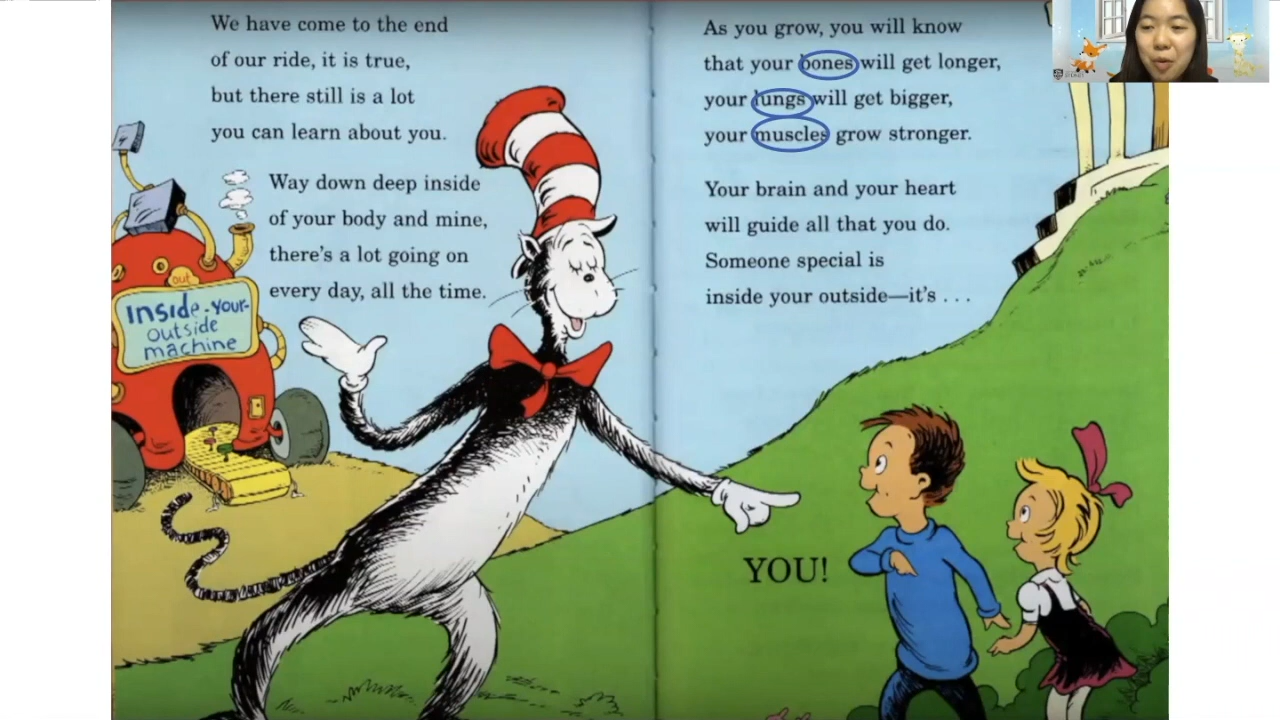 We have come to the end
of our ride, it is true,
but there still is a lot
you can learn about you.
Way down deep inside
of your body and mine,
there's a lot going on
every day, all the time.
out
Inside-your-
outside
machine
As you grow, you will know
that your bones will get longer,
your lungs will get bigger,
your muscles grow stronger.
Your brain and your heart
will guide all that you do.
Someone special is
inside your outside—it's . . .
YOU!